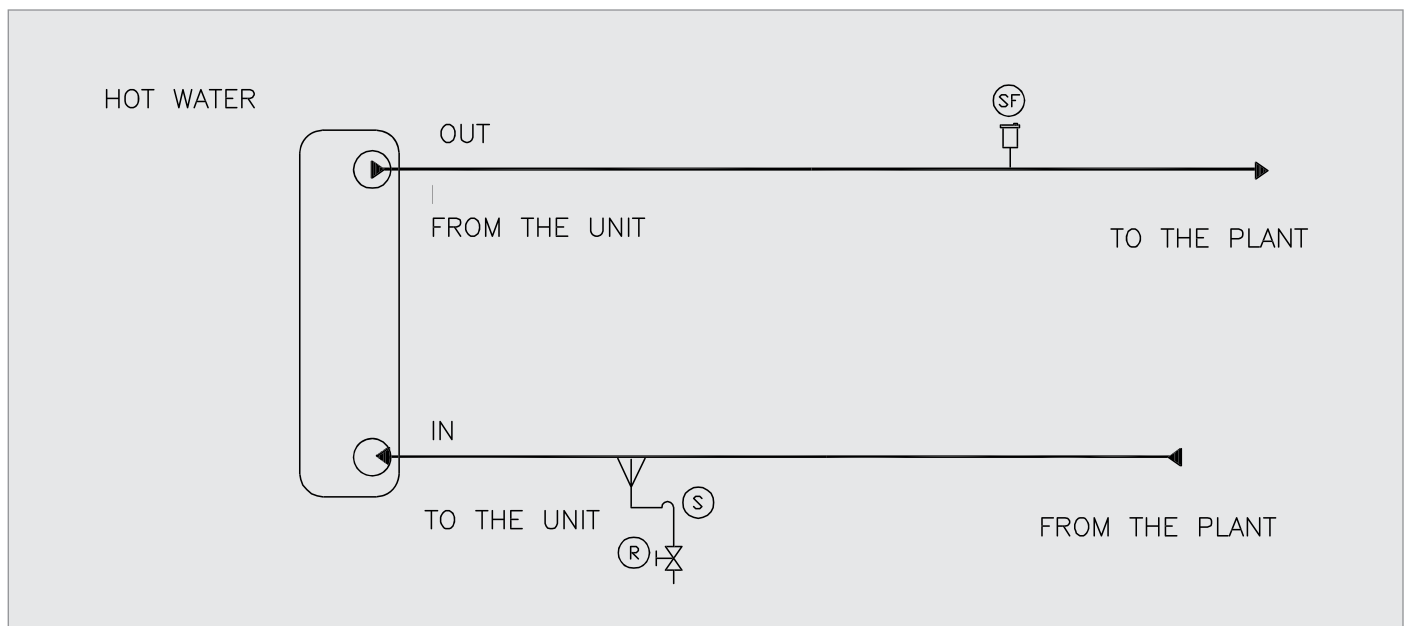 HOT WATER
SF
OUT
FROM THE UNIT
TO THE PLANT
IN
S
TO THE UNIT
FROM THE PLANT
R